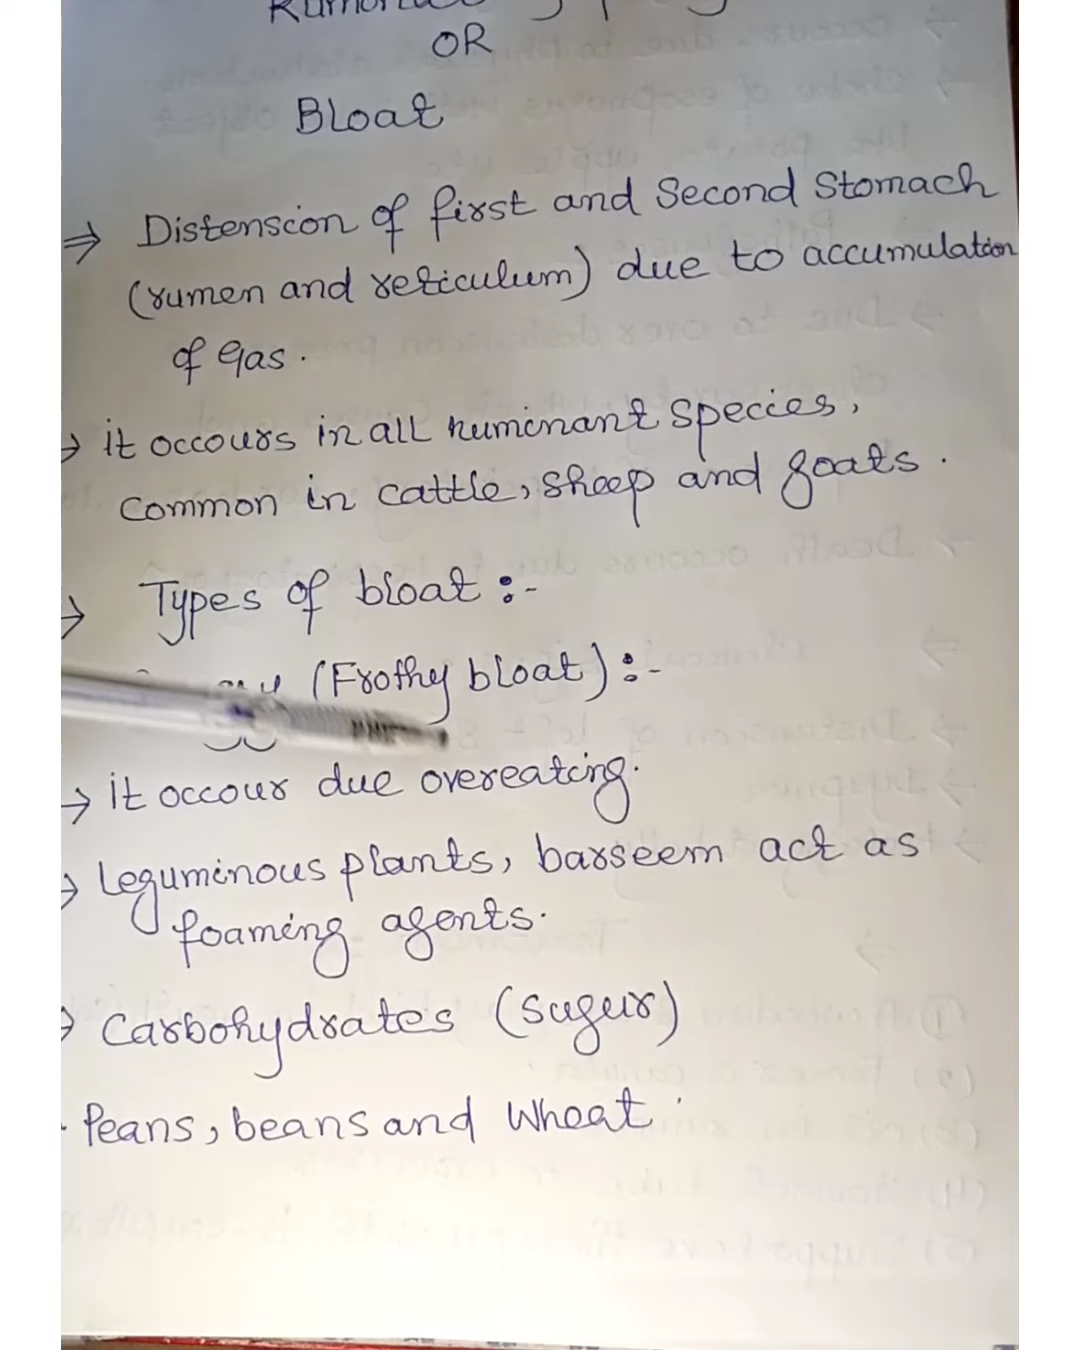 OR
Bloat
⇒ Distension of first and Second Stomach
(rumen and reticulum) due to accumulation
of Gas.
→ it occours in all ruminant species,
Common in cattle, sheep and goats.
→ Types of bloat :-
(Frothy bloat) :-
→ it occour due overeating.
→ Leguminous plants, barseem act as
foaming agents.
→ Carbohydrates (sugur)
. Peans, beans and Wheat.